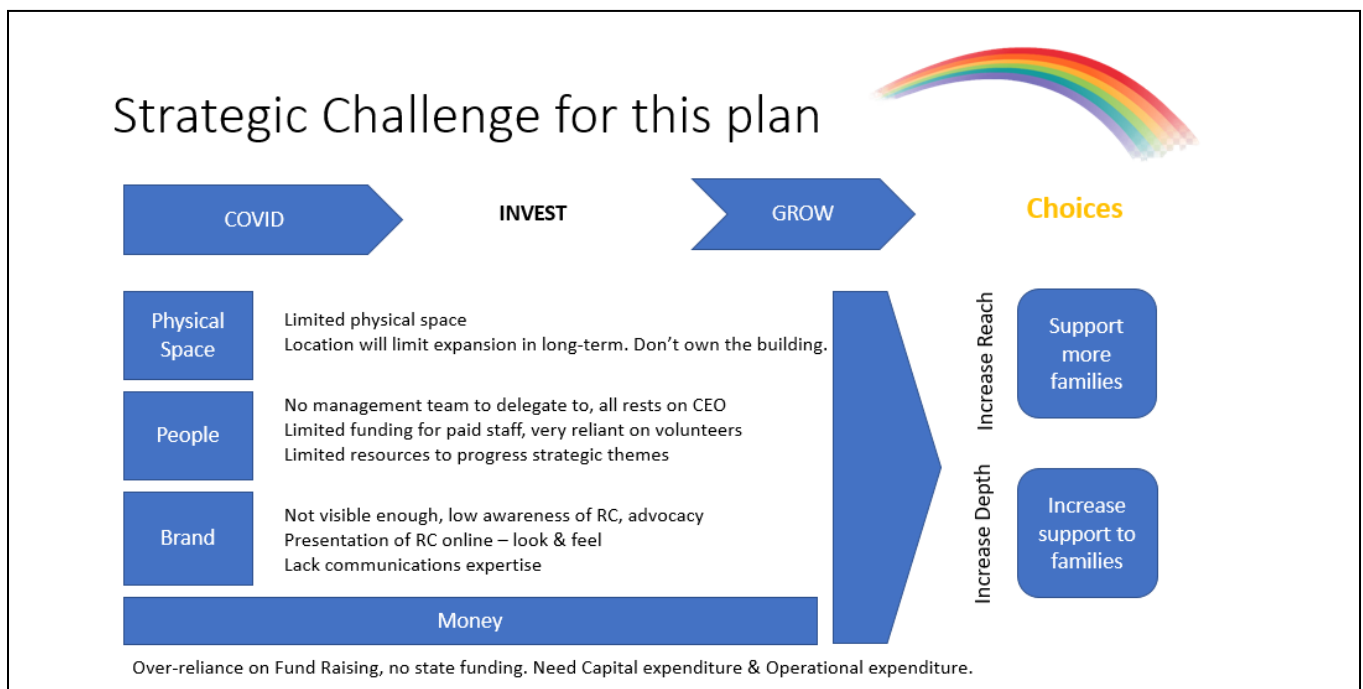 Strategic Challenge for this plan
COVID
INVEST
GROW
Choices
Physical
Space
Limited physical space
Location will limit expansion in long-term. Don’t own the building.
People
No management team to delegate to, all rests on CEO
Limited funding for paid staff, very reliant on volunteers
Limited resources to progress strategic themes
Brand
Not visible enough, low awareness of RC, advocacy
Presentation of RC online – look & feel
Lack communications expertise
Money
Over-reliance on Fund Raising, no state funding. Need Capital expenditure & Operational expenditure.
Increase Reach
Support
more
families
Increase Depth
Increase
support to
families